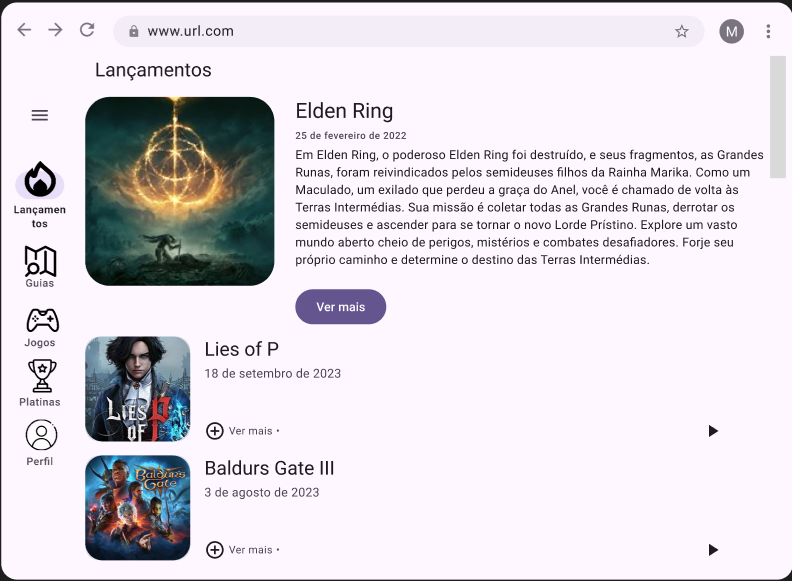 www.url.com
M
Lançamentos
Lançamen
tos
Guias
Jogos
Platinas
Perfil
Elden Ring
25 de fevereiro de 2022
Em Elden Ring, o poderoso Elden Ring foi destruído, e seus fragmentos, as Grandes
Runas, foram reivindicados pelos semideuses filhos da Rainha Marika. Como um
Maculado, um exilado que perdeu a graça do Anel, você é chamado de volta às
Terras Intermédias. Sua missão é coletar todas as Grandes Runas, derrotar os
semideuses e ascender para se tornar o novo Lorde Prístino. Explore um vasto
mundo aberto cheio de perigos, mistérios e combates desafiadores. Forje seu
próprio caminho e determine o destino das Terras Intermédias.
Ver mais
LIES
OF P
Lies of P
18 de setembro de 2023
Ver mais •
Baldur's
Gate
Baldurs Gate III
3 de agosto de 2023
Ver mais •